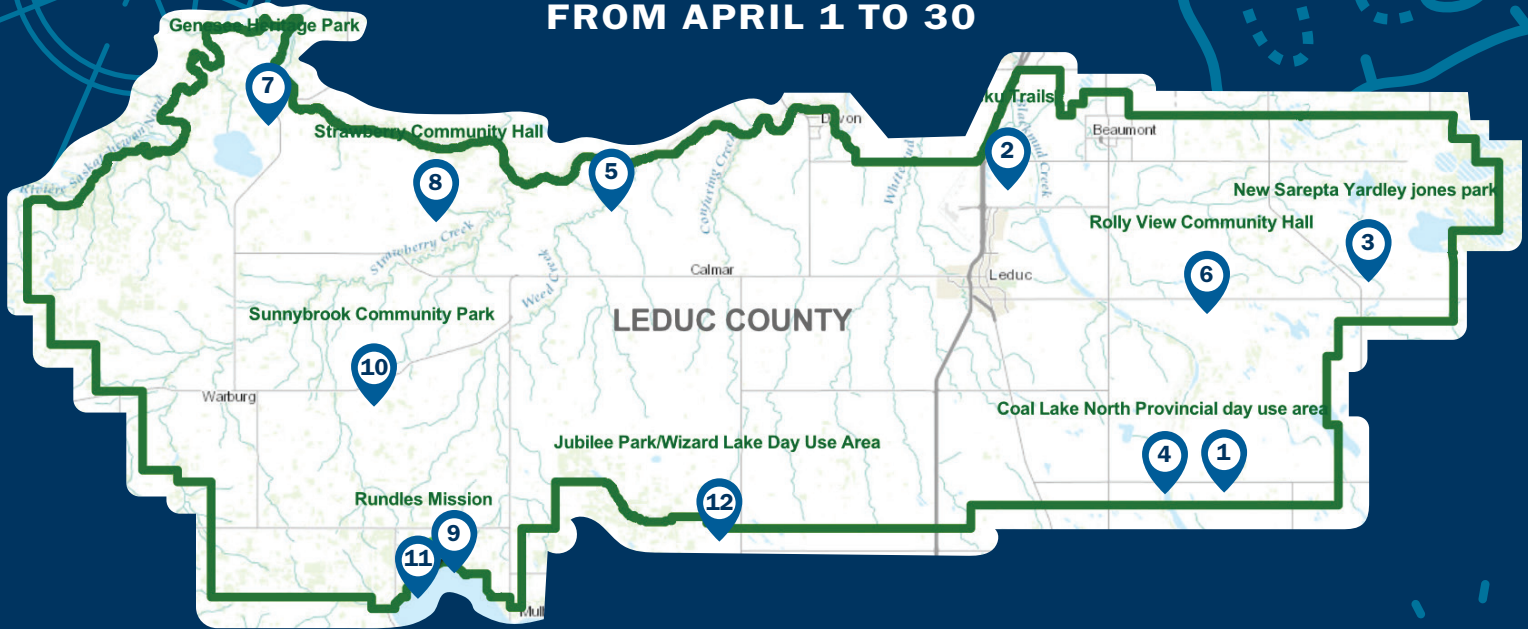 FROM APRIL 1 TO 30
Genesee Heritage Park
7
Strawberry Community Hall
8
5
Rivière Saskatchewan Nord
Strawberry Creek
Weed Creek
Conjuring Creek
Blackmud Creek
2
Beaumont
New Sarepta Yardley jones park
Rolly View Community Hall
3
6
Calmar
Leduc
LEDUC COUNTY
Sunnybrook Community Park
10
Warburg
Coal Lake North Provincial day use area
4
1
Jubilee Park/Wizard Lake Day Use Area
12
Rundles Mission
9
11